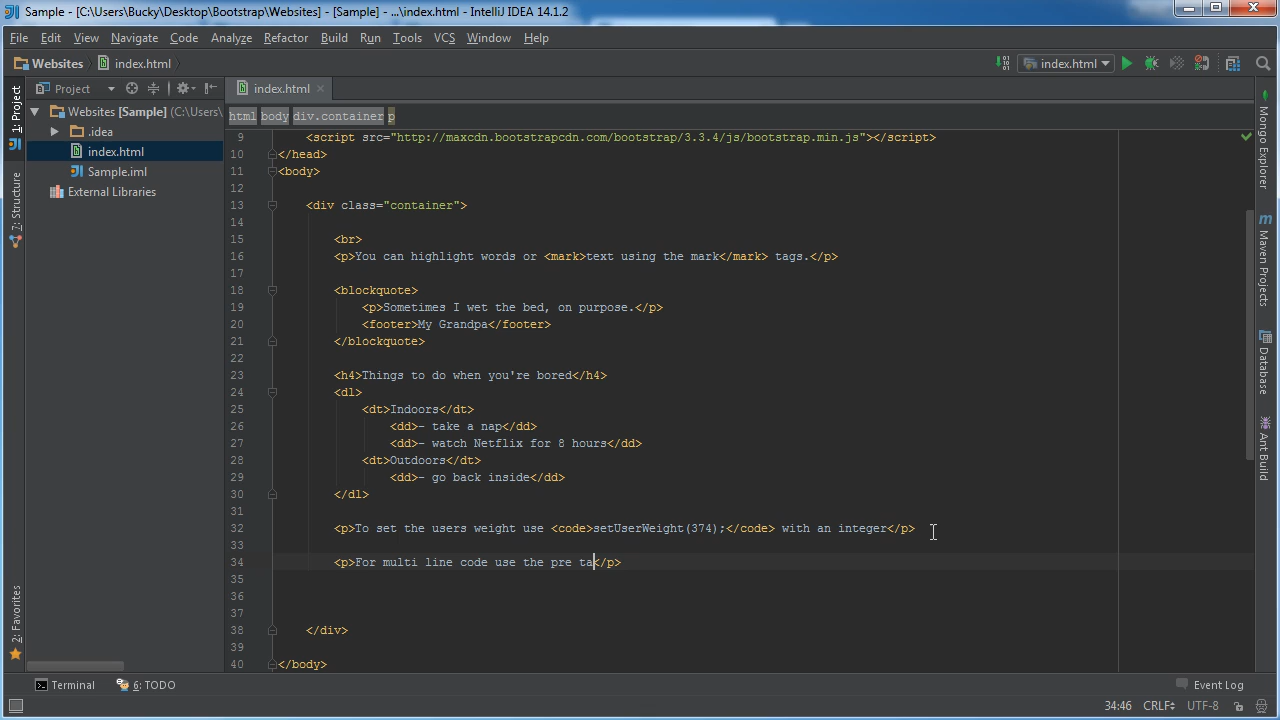 Sample - [C:\Users\Bucky\Desktop\Bootstrap\Websites] - [Sample] - ...\index.html - IntelliJ IDEA 14.1.2
File Edit View Navigate Code Analyze Refactor Build Run Tools VCS Window Help
Websites index.html index.html
Project index.html
html body div.container p
1: Project
7: Structure
2: Favorites
Websites [Sample] (C:\Users\
.idea
index.html
Sample.iml
External Libraries
9 <script src="http://maxcdn.bootstrapcdn.com/bootstrap/3.3.4/js/bootstrap.min.js"></script>
10 </head>
11 <body>
12
13 <div class="container">
14
15 <br>
16 <p>You can highlight words or <mark>text using the mark</mark> tags.</p>
17
18 <blockquote>
19 <p>Sometimes I wet the bed, on purpose.</p>
20 <footer>My Grandpa</footer>
21 </blockquote>
22
23 <h4>Things to do when you're bored</h4>
24 <dl>
25 <dt>Indoors</dt>
26 <dd>- take a nap</dd>
27 <dd>- watch Netflix for 8 hours</dd>
28 <dt>Outdoors</dt>
29 <dd>- go back inside</dd>
30 </dl>
31
32 <p>To set the users weight use <code>setUserWeight(374);</code> with an integer</p>
33
34 <p>For multi line code use the pre ta</p>
35
36
37
38 </div>
39
40 </body>
Mongo Explorer
Maven Projects
Database
Ant Build
Terminal 6: TODO Event Log
34:46 CRLF UTF-8